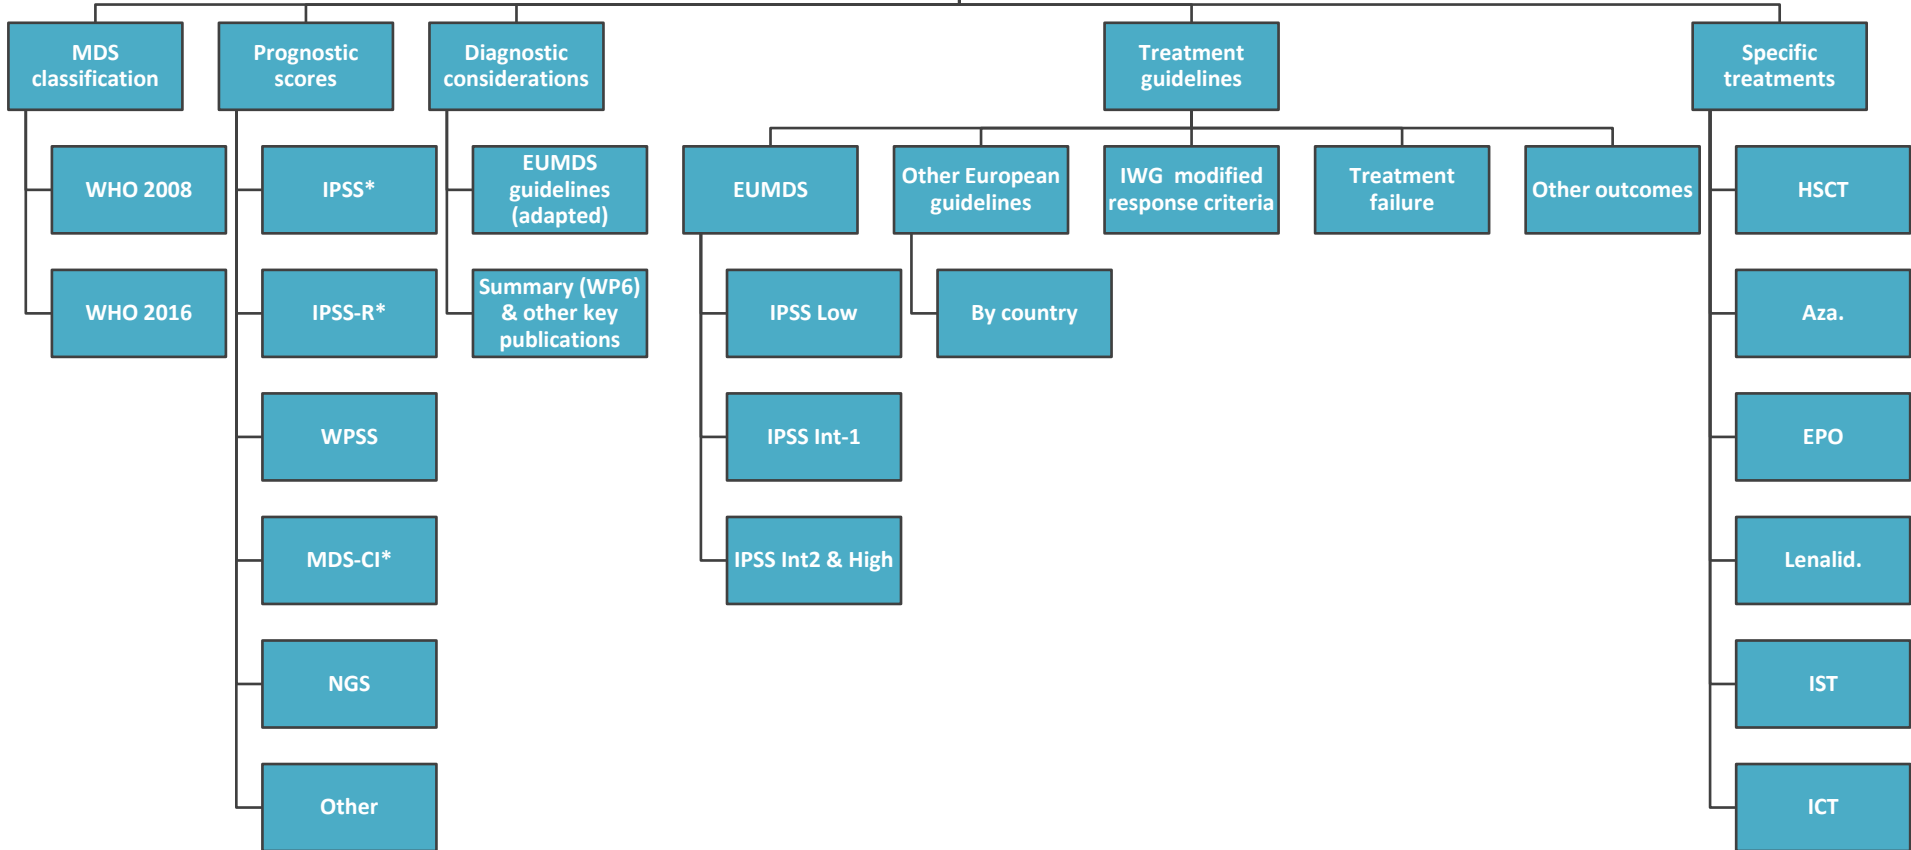 MDS
classification
Prognostic
scores
Diagnostic
considerations
Treatment
guidelines
Specific
treatments
WHO 2008
WHO 2016
IPSS*
IPSS-R*
WPSS
MDS-CI*
NGS
Other
EUMDS
guidelines
(adapted)
Summary (WP6)
& other key
publications
EUMDS
IPSS Low
IPSS Int-1
IPSS Int2 & High
Other European
guidelines
By country
IWG modified
response criteria
Treatment
failure
Other outcomes
HSCT
Aza.
EPO
Lenalid.
IST
ICT